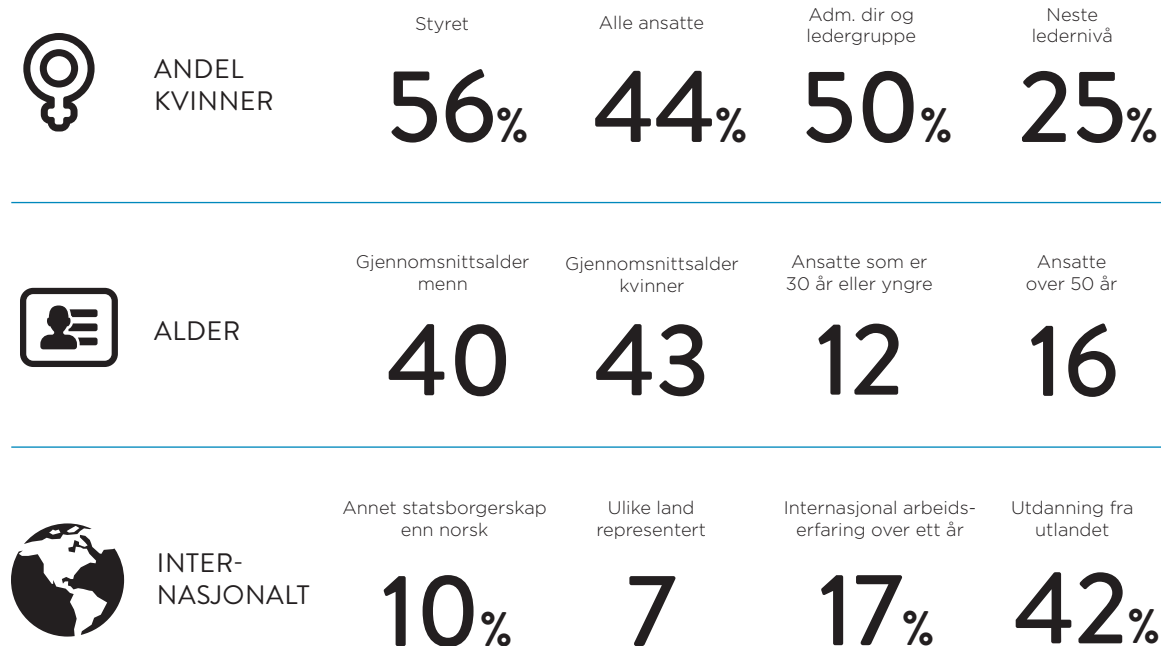 ANDEL
KVINNER
Styret
56%
Alle ansatte
44%
Adm. dir og
ledergruppe
50%
Neste
ledernivå
25%
ALDER
Gjennomsnittsalder
menn
40
Gjennomsnittsalder
kvinner
43
Ansatte som er
30 år eller yngre
12
Ansatte
over 50 år
16
INTER-
NASJONALT
Annet statsborgerskap
enn norsk
10%
Ulike land
representert
7
Internasjonal arbeids-
erfaring over ett år
17%
Utdanning fra
utlandet
42%